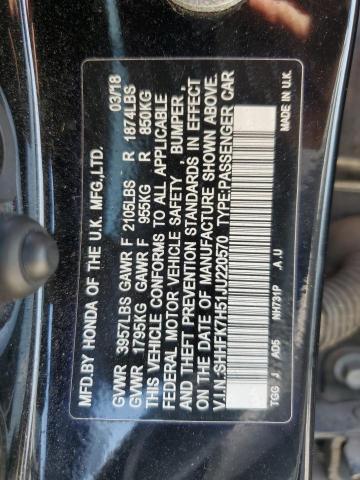 MFD.BY HONDA OF THE U.K. MFG.,LTD. 03/18
GVWR 3957LBS GAWR F 2105LBS R 1874LBS
GVWR 1795KG GAWR F 955KG R 850KG
THIS VEHICLE CONFORMS TO ALL APPLICABLE
FEDERAL MOTOR VEHICLE SAFETY, BUMPER,
AND THEFT PREVENTION STANDARDS IN EFFECT
ON THE DATE OF MANUFACTURE SHOWN ABOVE.
V.I.N.:SHHFK7H51JU220570 TYPE:PASSENGER CAR
TGG J AD5 NH731P A.U MADE IN U.K.